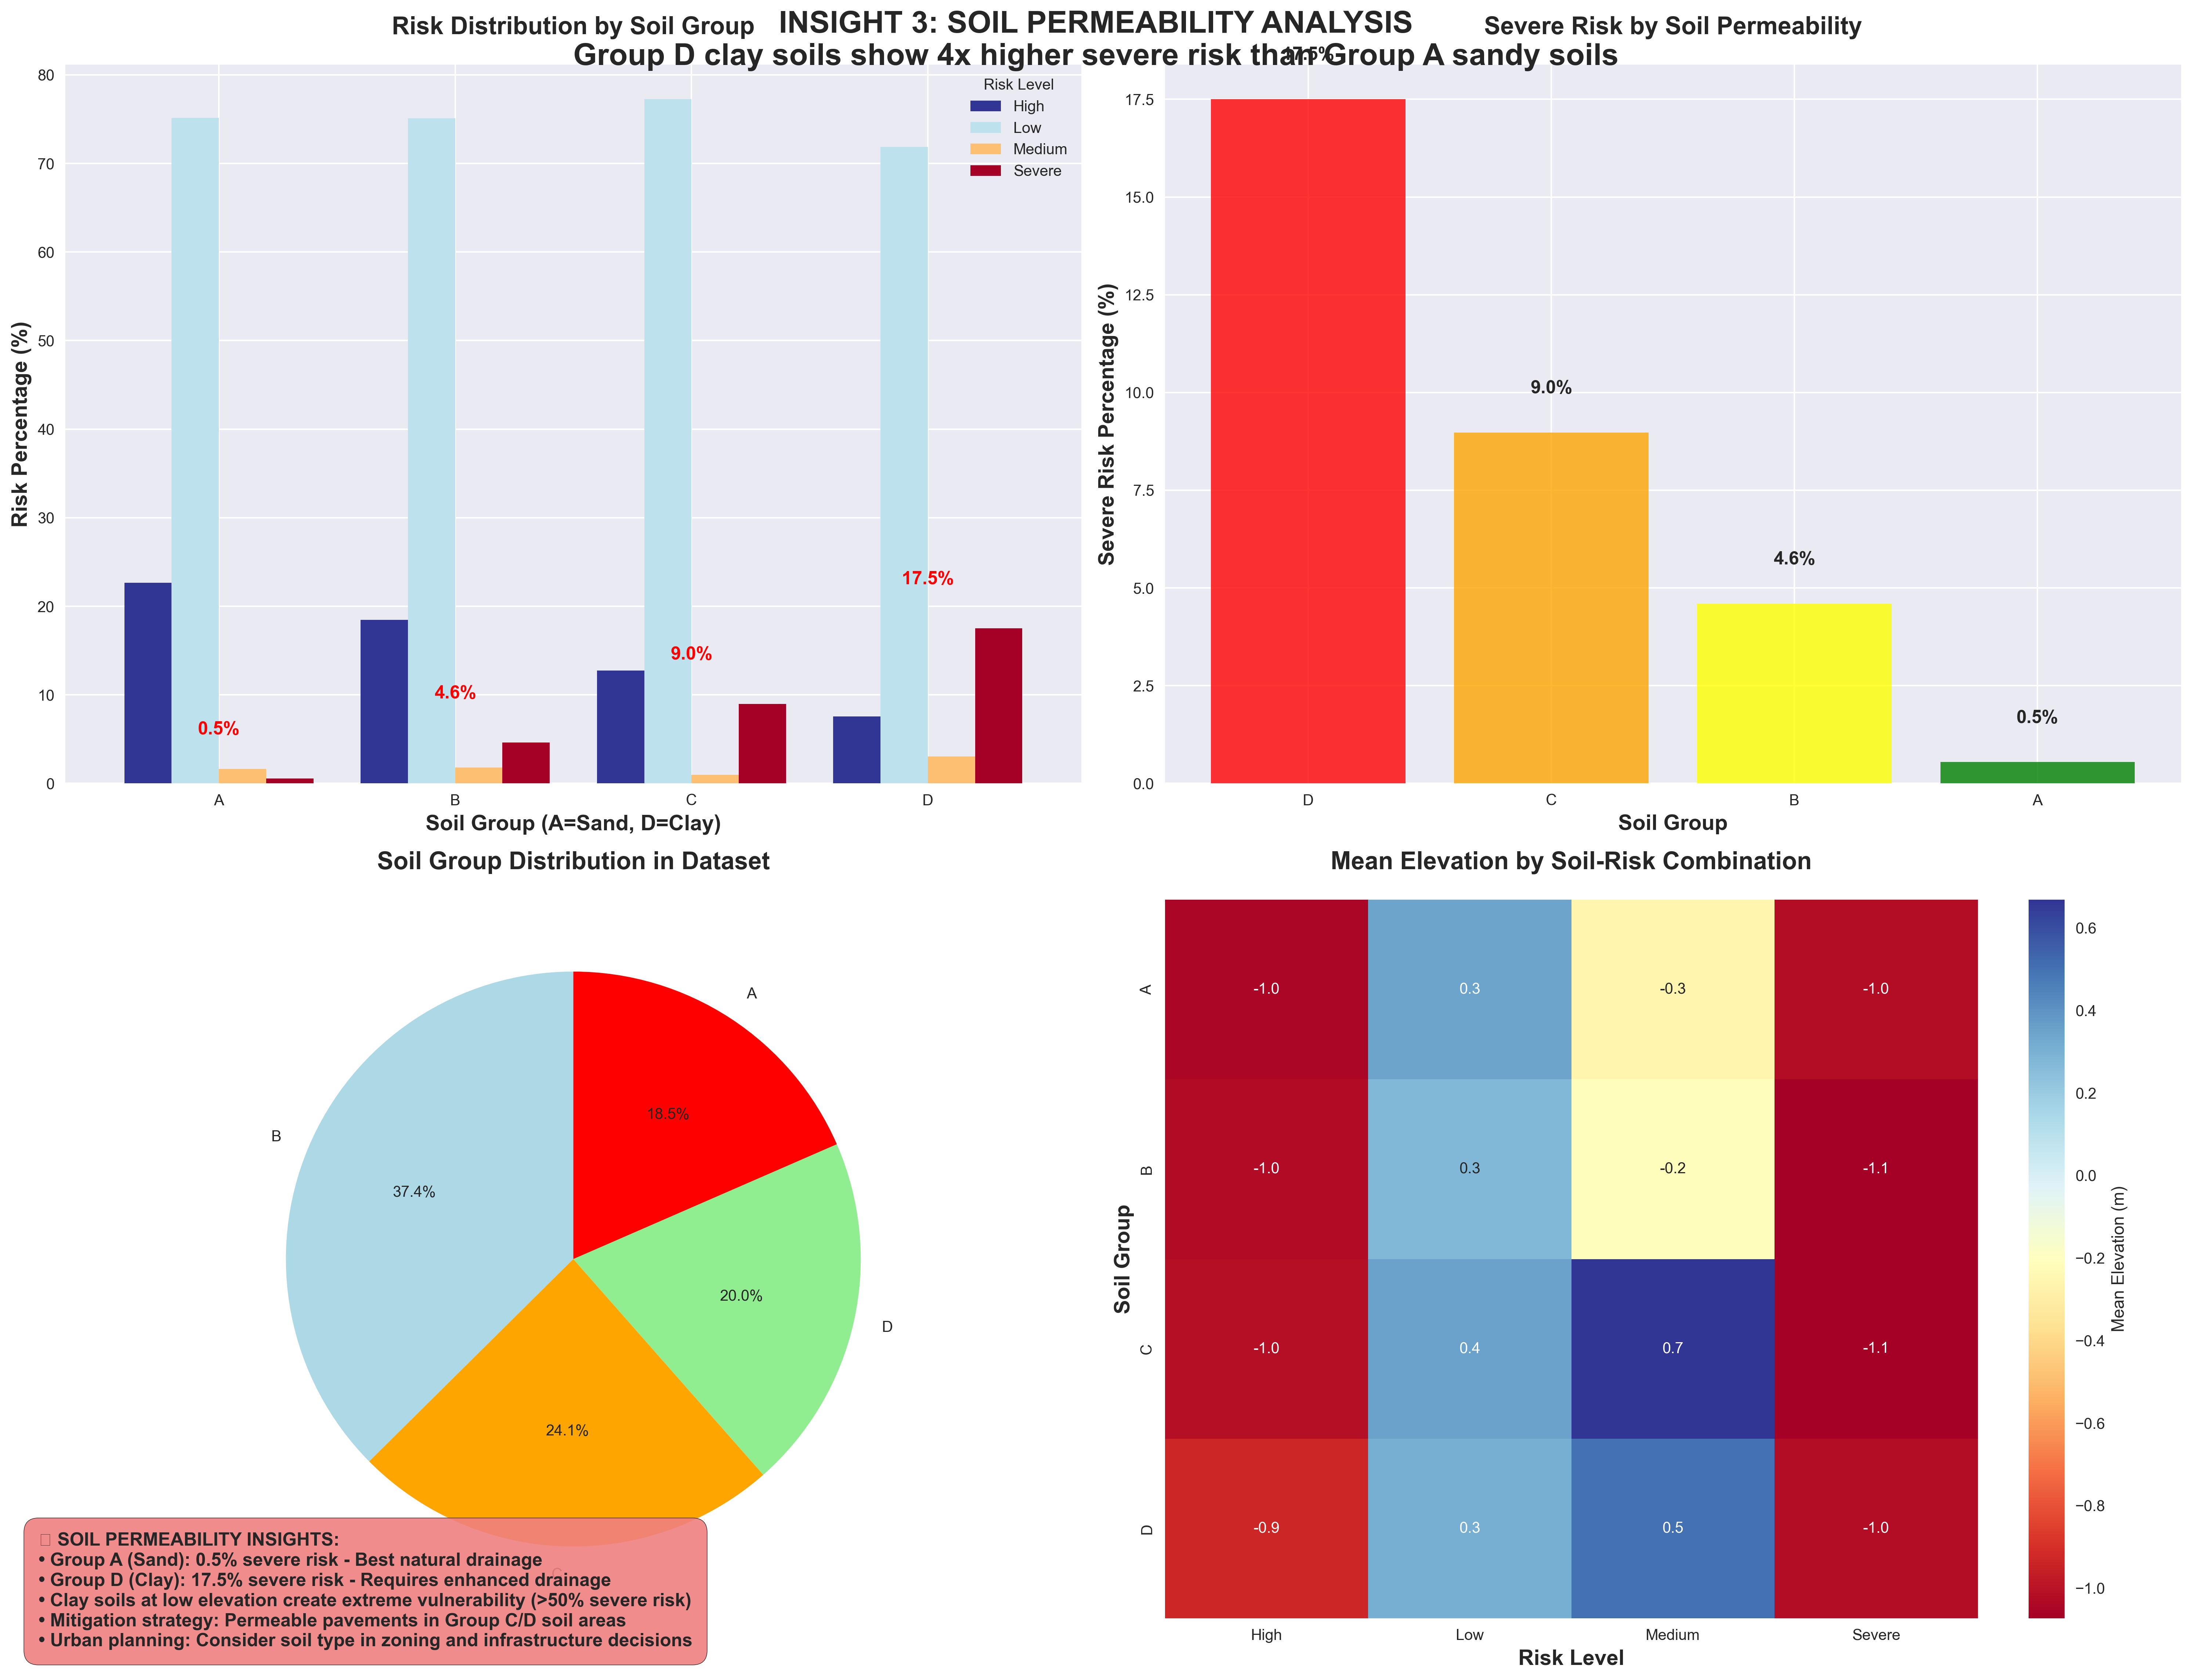 INSIGHT 3: SOIL PERMEABILITY ANALYSIS
Group D clay soils show 4x higher severe risk than Group A sandy soils
Risk Distribution by Soil Group
Risk Percentage (%)
80
70
60
50
40
30
20
10
0
Risk Level
High
Low
Medium
Severe
0.5%
4.6%
9.0%
17.5%
A
B
C
D
Soil Group (A=Sand, D=Clay)
Severe Risk by Soil Permeability
Severe Risk Percentage (%)
17.5
15.0
12.5
10.0
7.5
5.0
2.5
0.0
17.5%
9.0%
4.6%
0.5%
D
C
B
A
Soil Group
Soil Group Distribution in Dataset
A
18.5%
B
37.4%
20.0%
D
24.1%
SOIL PERMEABILITY INSIGHTS:
• Group A (Sand): 0.5% severe risk - Best natural drainage
• Group D (Clay): 17.5% severe risk - Requires enhanced drainage
• Clay soils at low elevation create extreme vulnerability (>50% severe risk)
• Mitigation strategy: Permeable pavements in Group C/D soil areas
• Urban planning: Consider soil type in zoning and infrastructure decisions
Mean Elevation by Soil-Risk Combination
Soil Group
A
-1.0 0.3 -0.3 -1.0
B
-1.0 0.3 -0.2 -1.1
C
-1.0 0.4 0.7 -1.1
D
-0.9 0.3 0.5 -1.0
High
Low
Medium
Severe
Risk Level
0.6
0.4
0.2
0.0
−0.2
−0.4
−0.6
−0.8
−1.0
Mean Elevation (m)